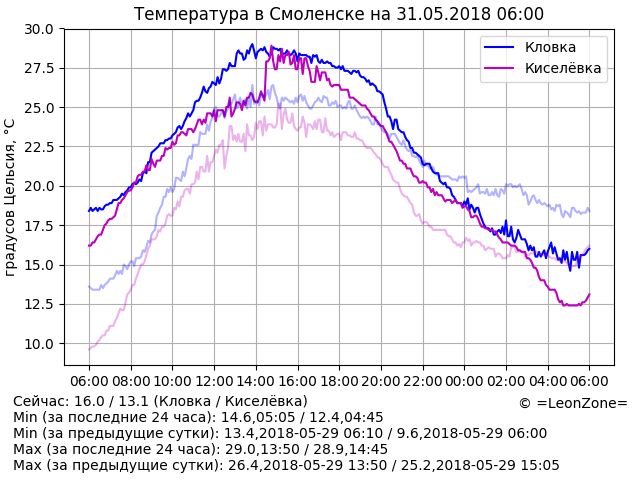 Температура в Смоленске на 31.05.2018 06:00
градусов Цельсия, °C
30.0
27.5
25.0
22.5
20.0
17.5
15.0
12.5
10.0
Кловка
Киселёвка
06:00 08:00 10:00 12:00 14:00 16:00 18:00 20:00 22:00 00:00 02:00 04:00 06:00
Сейчас: 16.0 / 13.1 (Кловка / Киселёвка)
© =LeonZone=
Min (за последние 24 часа): 14.6,05:05 / 12.4,04:45
Min (за предыдущие сутки): 13.4,2018-05-29 06:10 / 9.6,2018-05-29 06:00
Max (за последние 24 часа): 29.0,13:50 / 28.9,14:45
Max (за предыдущие сутки): 26.4,2018-05-29 13:50 / 25.2,2018-05-29 15:05